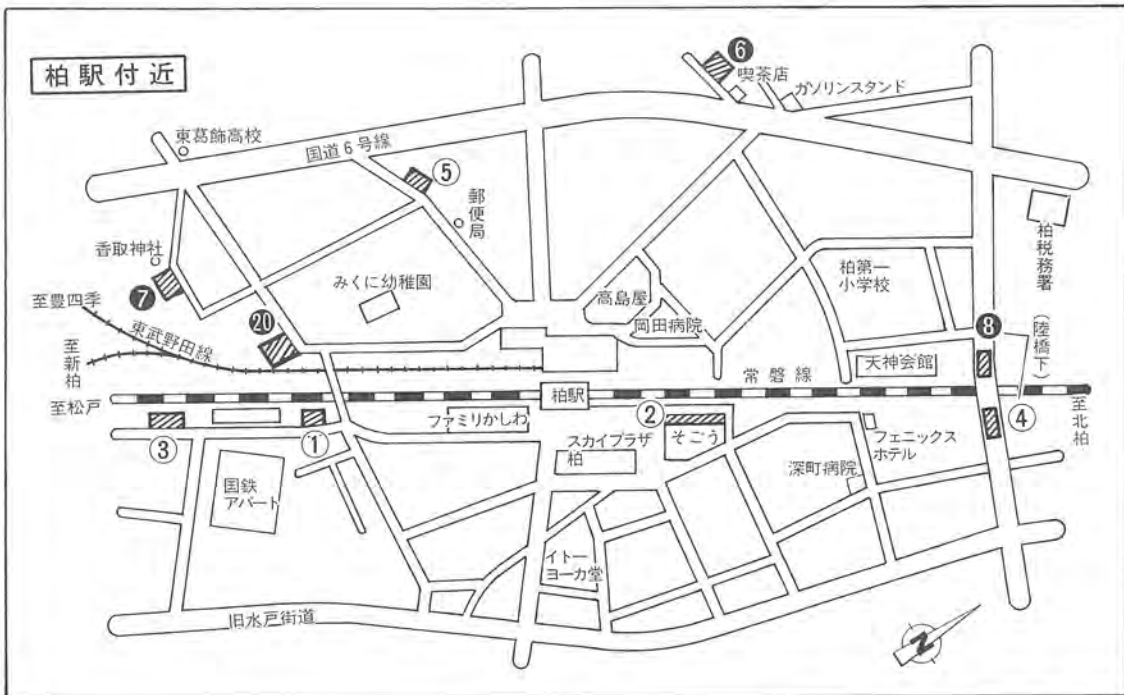 柏駅付近
❻
喫茶店
ガソリンスタンド
東葛飾高校
国道6号線
⑤
郵便局
香取神社
❼
みくに幼稚園
高島屋
岡田病院
柏第一
小学校
柏税務署
至豊四季
東武野田線
⓴
❽
(陸橋下)
至新柏
天神会館
常磐線
至松戸
柏駅
至北柏
③
①
ファミリかしわ
②
スカイプラザ
柏
そごう
フェニックス
ホテル
④
国鉄
アパート
深町病院
イトー
ヨーカ堂
旧水戸街道
N